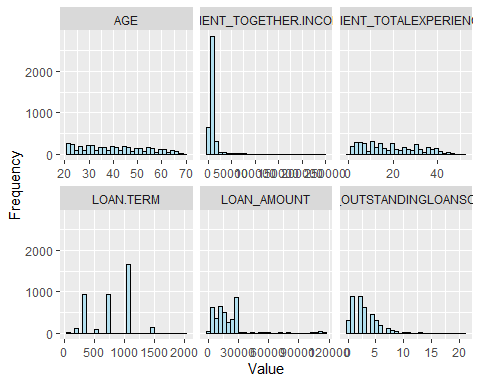 AGE
IENT_TOGETHER.INCO
IENT_TOTALEXPERIENC
2000
1000
0
20 30 40 50 60 70
0 20 40
LOAN.TERM
LOAN_AMOUNT
_OUTSTANDINGLOANSC
2000
1000
0
0 500 1000 1500 2000
0 30000 60000 90000 120000
0 5 10 15 20
Frequency
Value